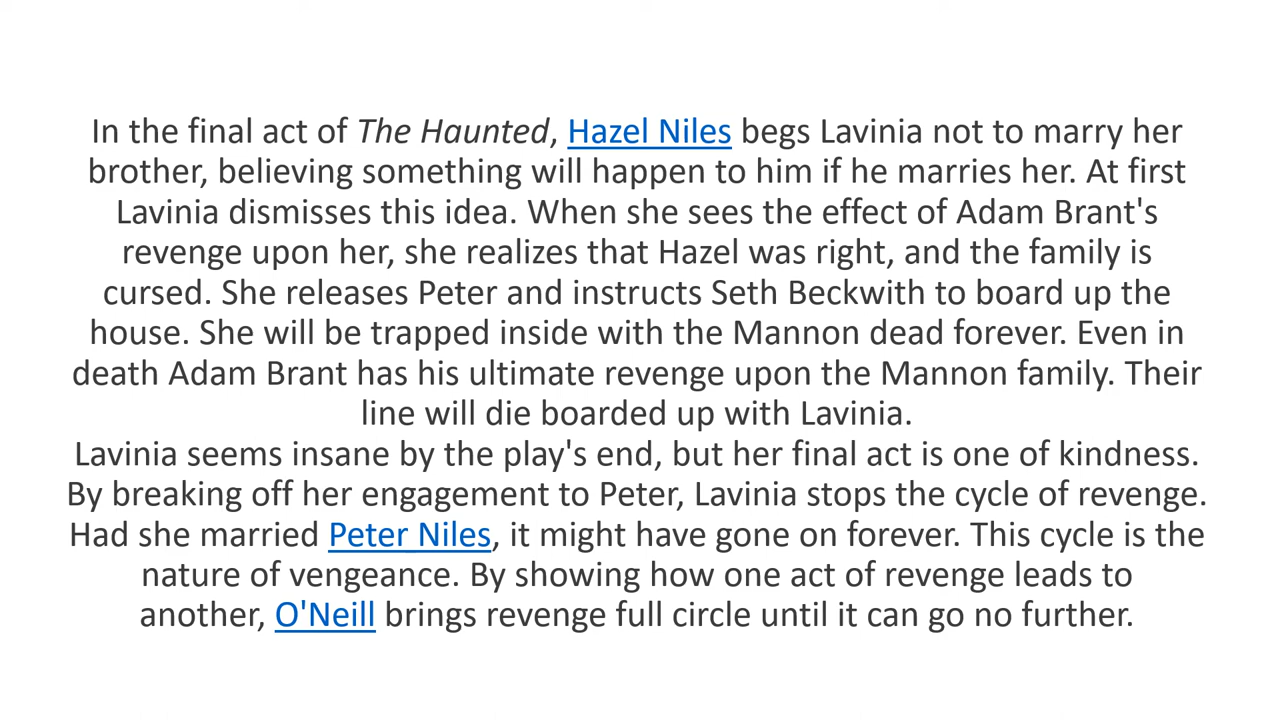 In the final act of The Haunted, Hazel Niles begs Lavinia not to marry her
brother, believing something will happen to him if he marries her. At first
Lavinia dismisses this idea. When she sees the effect of Adam Brant's
revenge upon her, she realizes that Hazel was right, and the family is
cursed. She releases Peter and instructs Seth Beckwith to board up the
house. She will be trapped inside with the Mannon dead forever. Even in
death Adam Brant has his ultimate revenge upon the Mannon family. Their
line will die boarded up with Lavinia.
Lavinia seems insane by the play's end, but her final act is one of kindness.
By breaking off her engagement to Peter, Lavinia stops the cycle of revenge.
Had she married Peter Niles, it might have gone on forever. This cycle is the
nature of vengeance. By showing how one act of revenge leads to
another, O'Neill brings revenge full circle until it can go no further.